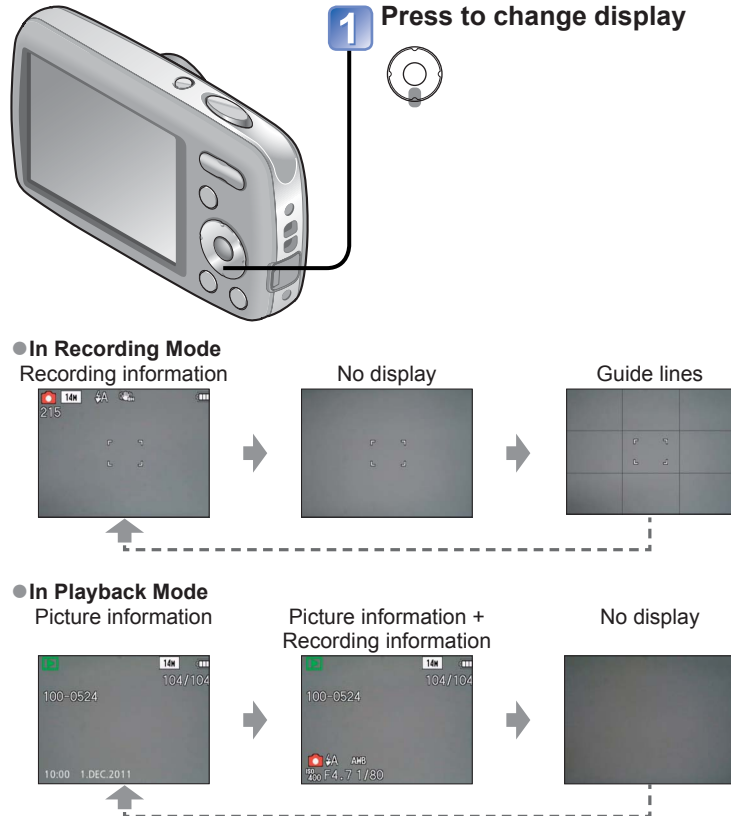 1 Press to change display
●In Recording Mode
Recording information No display Guide lines
14M A
215
●In Playback Mode
Picture information
Picture information +
Recording information
No display
14M
104/104
100-0524
10:00 1.DEC.2011
14M
104/104
100-0524
A AWB
ISO 400 F4.7 1/80